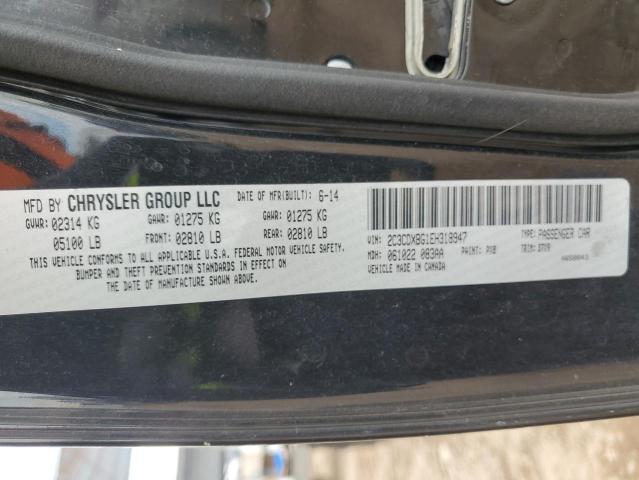 MFD BY CHRYSLER GROUP LLC DATE OF MFR(BUILT): 6-14
GVWR: 02314 KG GAWR: 01275 KG GAWR: 01275 KG
05100 LB FRONT: 02810 LB REAR: 02810 LB
THIS VEHICLE CONFORMS TO ALL APPLICABLE U.S.A. FEDERAL MOTOR VEHICLE SAFETY,
BUMPER AND THEFT PREVENTION STANDARDS IN EFFECT ON
THE DATE OF MANUFACTURE SHOWN ABOVE.
VIN: 2C3CDXBG1EH318947 TYPE: PASSENGER CAR
MDH: 061022 083AA PAINT: PX8 TRIM: D7X9
VEHICLE MADE IN CANADA